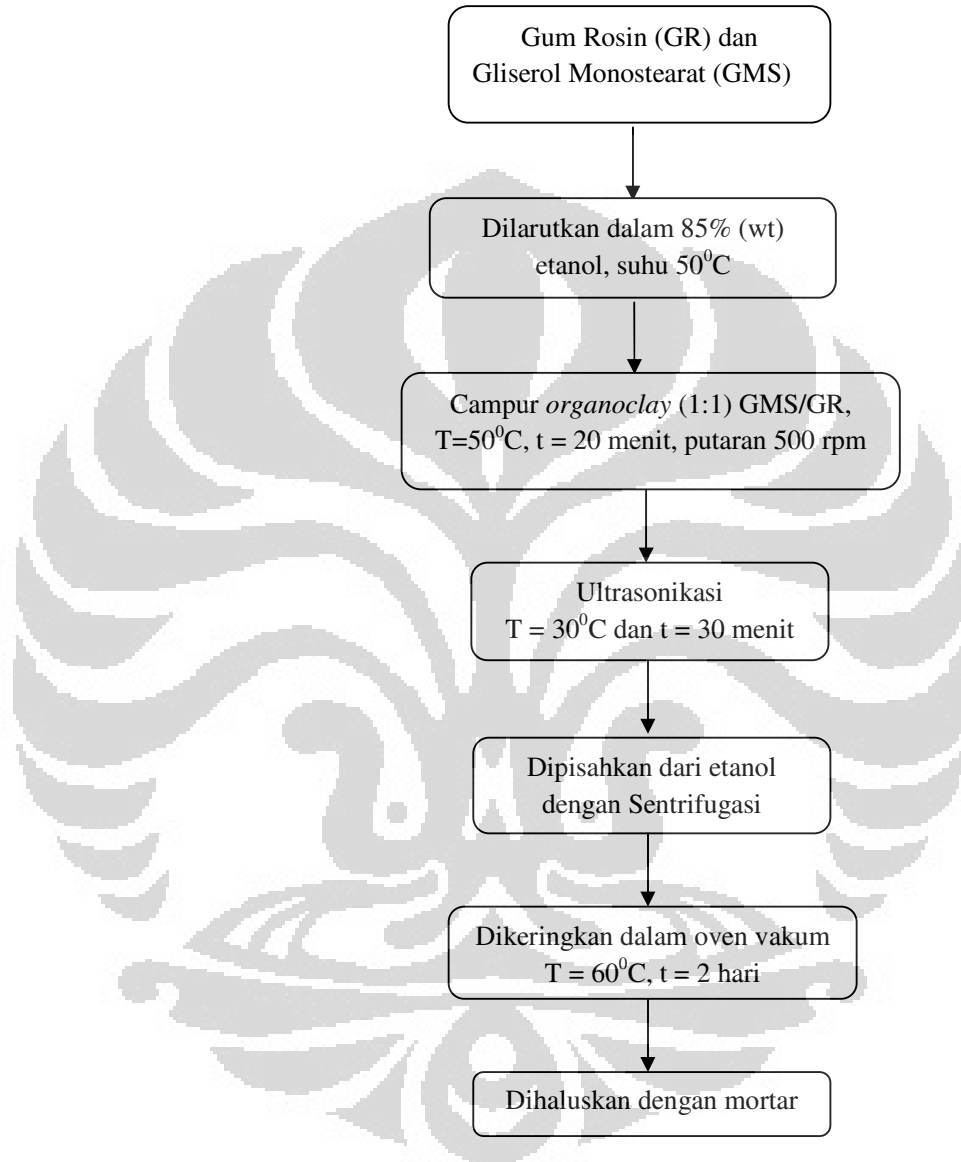 Gum Rosin (GR) dan
Gliserol Monostearat (GMS)
Dilarutkan dalam 85% (wt)
etanol, suhu 50⁰C
Campur organoclay (1:1) GMS/GR,
T=50⁰C, t = 20 menit, putaran 500 rpm
Ultrasonikasi
T = 30⁰C dan t = 30 menit
Dipisahkan dari etanol
dengan Sentrifugasi
Dikeringkan dalam oven vakum
T = 60⁰C, t = 2 hari
Dihaluskan dengan mortar